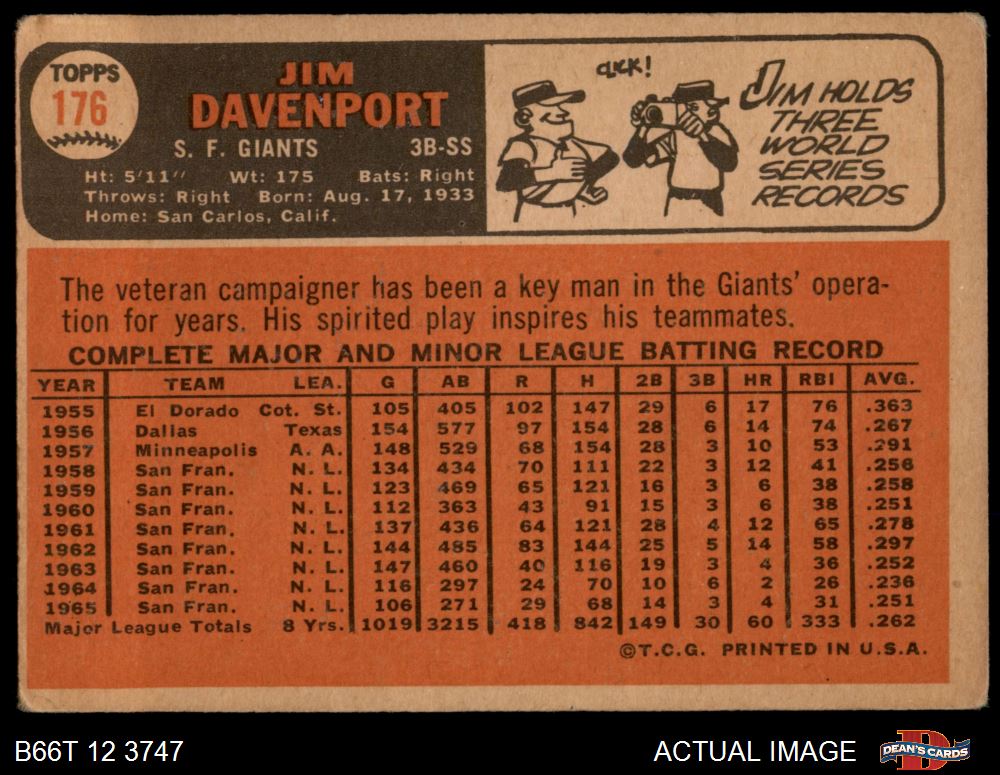 TOPPS
176
JIM
DAVENPORT
S. F. GIANTS 3B-SS
Ht: 5'11" Wt: 175 Bats: Right
Throws: Right Born: Aug. 17, 1933
Home: San Carlos, Calif.
CLICK!
JIM HOLDS
THREE
WORLD
SERIES
RECORDS
The veteran campaigner has been a key man in the Giants' opera-
tion for years. His spirited play inspires his teammates.
COMPLETE MAJOR AND MINOR LEAGUE BATTING RECORD
YEAR TEAM LEA. G AB R H 2B 3B HR RBI AVG.
1955 El Dorado Cot. St. 105 405 102 147 29 6 17 76 .363
1956 Dallas Texas 154 577 97 154 28 6 14 74 .267
1957 Minneapolis A. A. 148 529 68 154 28 3 10 53 .291
1958 San Fran. N. L. 134 434 70 111 22 3 12 41 .256
1959 San Fran. N. L. 123 469 65 121 16 3 6 38 .258
1960 San Fran. N. L. 112 363 43 91 15 3 6 38 .251
1961 San Fran. N. L. 137 436 64 121 28 4 12 65 .278
1962 San Fran. N. L. 144 485 83 144 25 5 14 58 .297
1963 San Fran. N. L. 147 460 40 116 19 3 4 36 .252
1964 San Fran. N. L. 116 297 24 70 10 6 2 26 .236
1965 San Fran. N. L. 106 271 29 68 14 3 4 31 .251
Major League Totals 8 Yrs. 1019 3215 418 842 149 30 60 333 .262
©T.C.G. PRINTED IN U.S.A.
B66T 12 3747 ACTUAL IMAGE DEAN'S CARDS